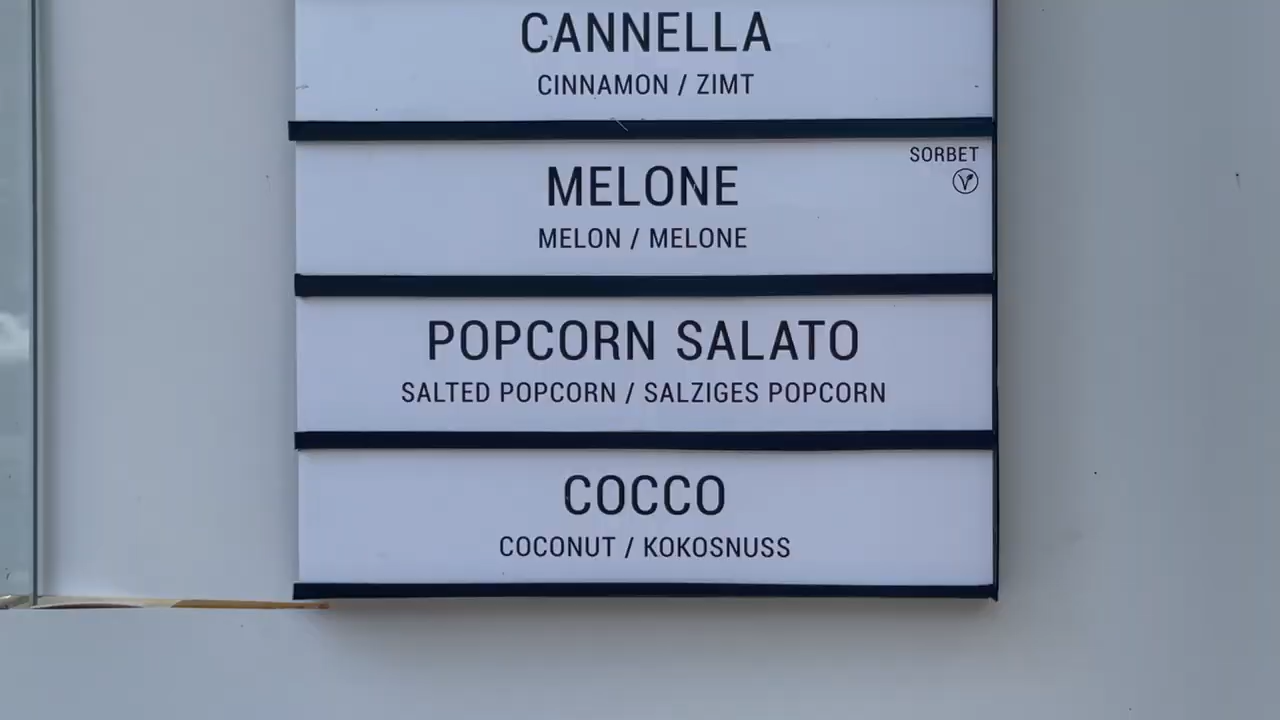 CANNELLA
CINNAMON / ZIMT
SORBET
MELONE
MELON / MELONE
POPCORN SALATO
SALTED POPCORN / SALZIGES POPCORN
COCCO
COCONUT / KOKOSNUSS